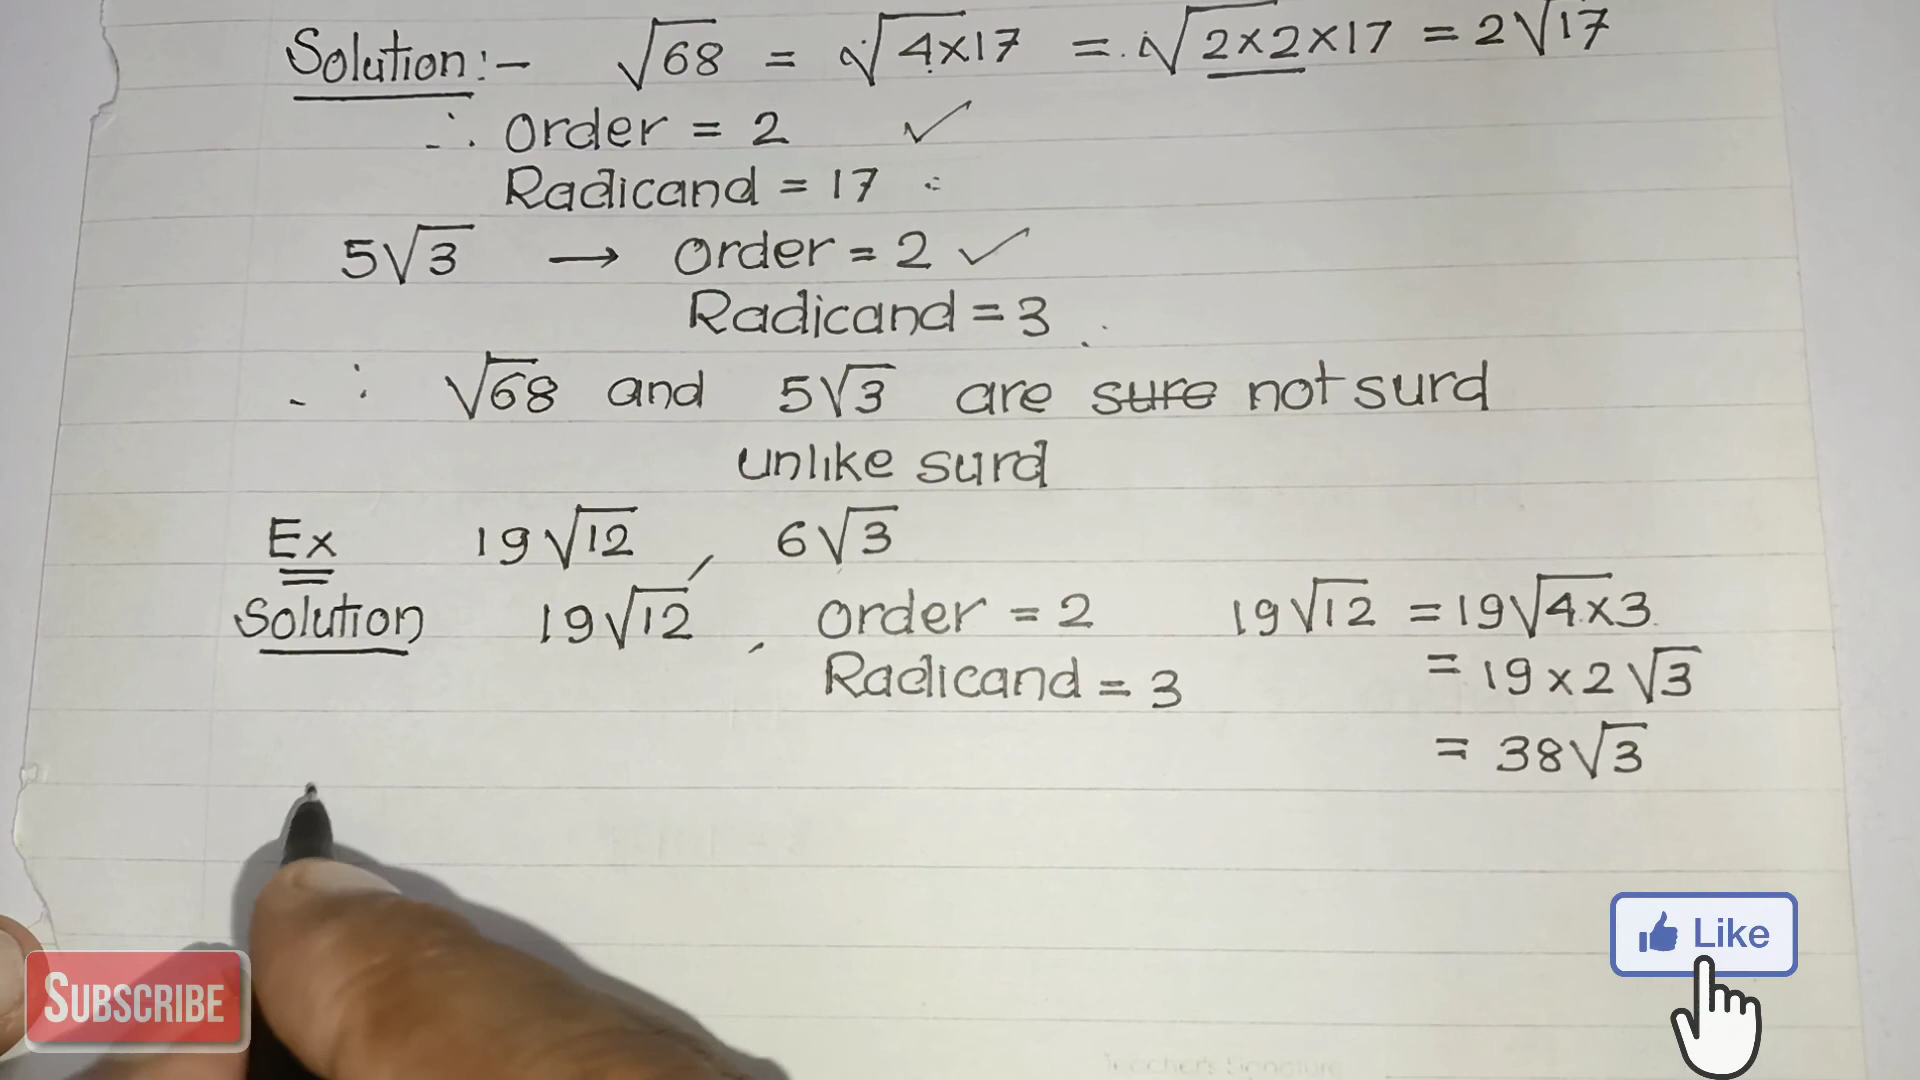 Solution:- √68 = √4×17 = √2×2×17 = 2√17
∴ Order = 2 ✓
Radicand = 17
5√3 → Order = 2 ✓
Radicand = 3
∴ √68 and 5√3 are sure not surd
unlike surd
Ex 19√12, 6√3
Solution 19√12, Order = 2 19√12 = 19√4×3
Radicand = 3 = 19×2√3
= 38√3
Like
SUBSCRIBE
Teacher's Signature